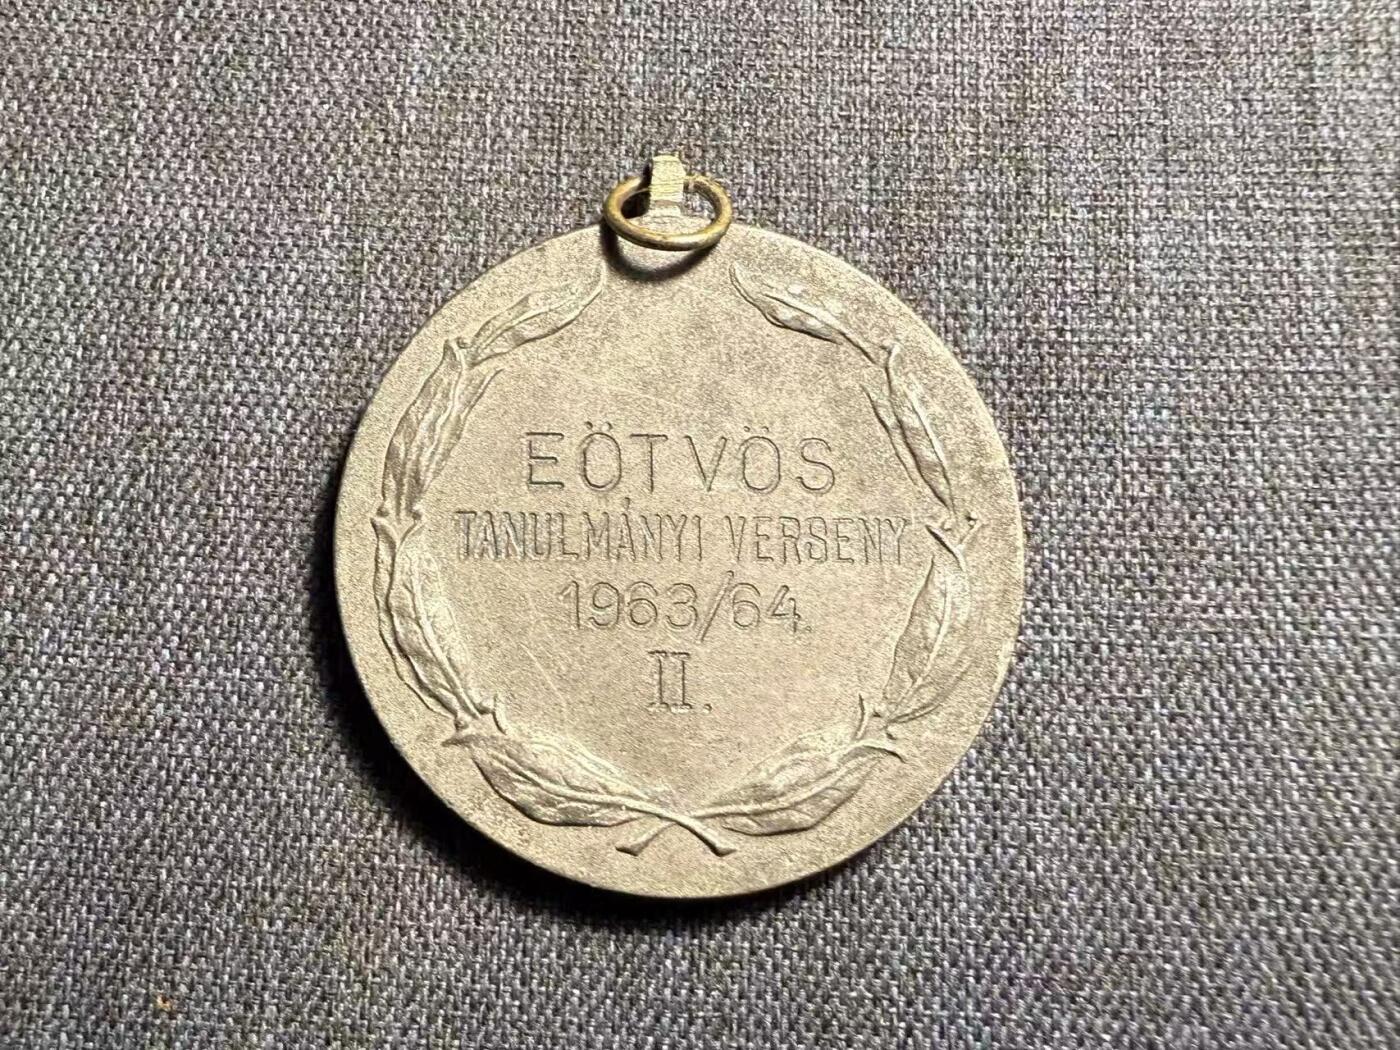 EÖTVÖS
TANULMÁNYI VERSENY
1963/64.
II.